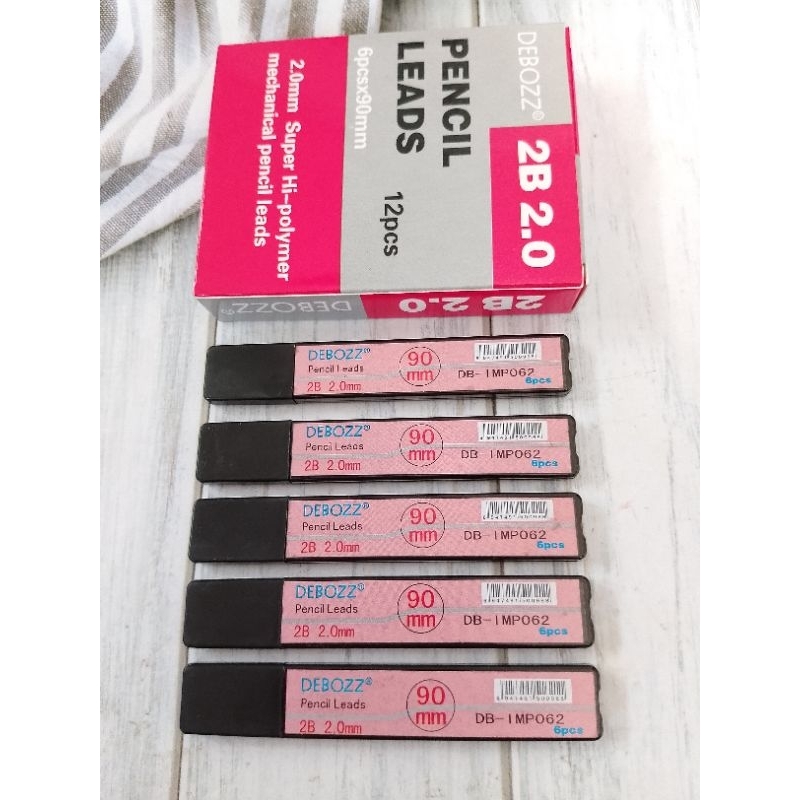 DEBOZZ®
2B 2.0
PENCIL
LEADS
12pcs
6pcsx90mm
2.0mm Super Hi-polymer
mechanical pencil leads
DEBOZZ®
2B 2.0
DEBOZZ®
Pencil Leads
2B 2.0mm
90
mm
DB-IMP062
6pcs
DEBOZZ®
Pencil Leads
2B 2.0mm
90
mm
DB-IMP062
6pcs
DEBOZZ®
Pencil Leads
2B 2.0mm
90
mm
DB-IMP062
6pcs
DEBOZZ®
Pencil Leads
2B 2.0mm
90
mm
DB-IMP062
6pcs
DEBOZZ®
Pencil Leads
2B 2.0mm
90
mm
DB-IMP062
6pcs